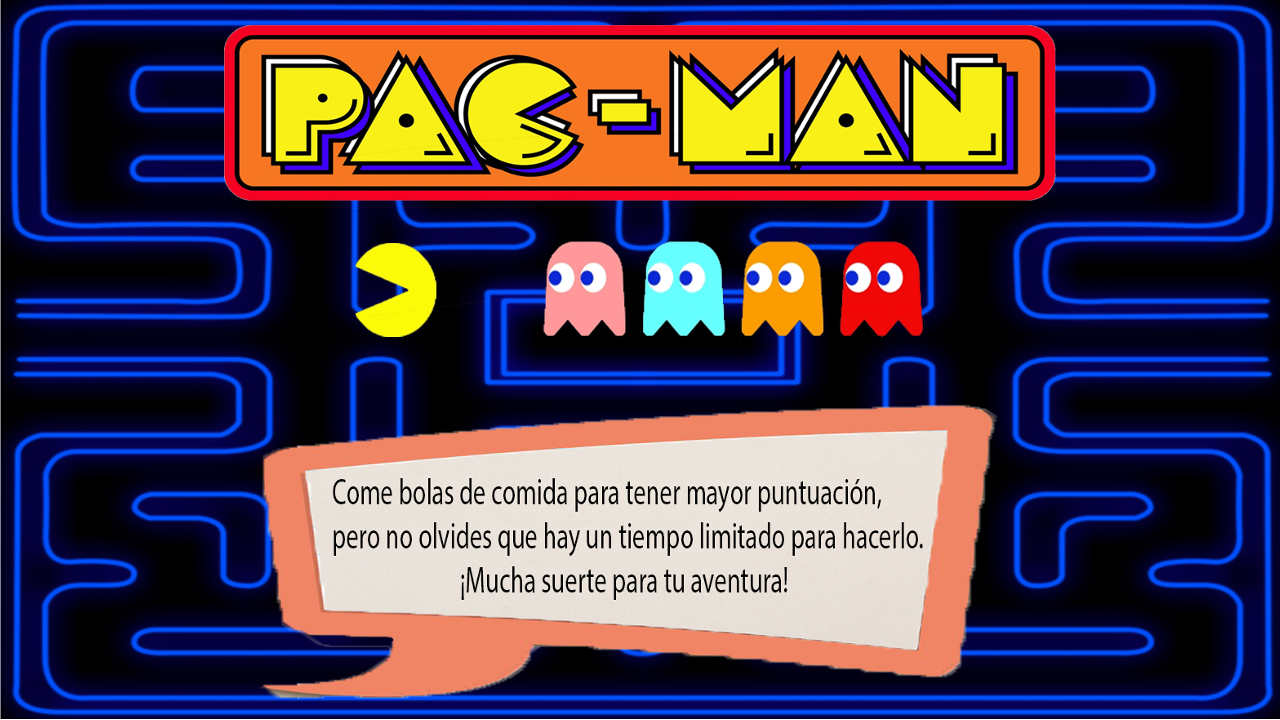 PAC-MAN
Come bolas de comida para tener mayor puntuación,
pero no olvides que hay un tiempo limitado para hacerlo.
¡Mucha suerte para tu aventura!